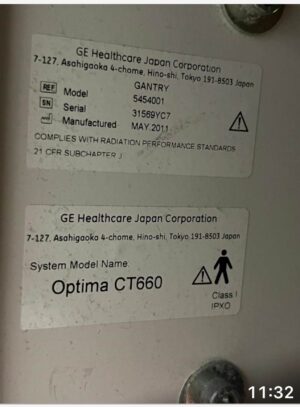 GE Healthcare Japan Corporation
7-127, Asahigaoka 4-chome, Hino-shi, Tokyo 191-8503 Japan
GANTRY
REF Model 5454001
SN Serial 31569YC7
Manufactured MAY 2011
COMPLIES WITH RADIATION PERFORMANCE STANDARDS
21 CFR SUBCHAPTER J
GE Healthcare Japan Corporation
7-127, Asahigaoka 4-chome, Hino-shi, Tokyo 191-8503 Japan
System Model Name:
Optima CT660
Class I
IPXO
11:32